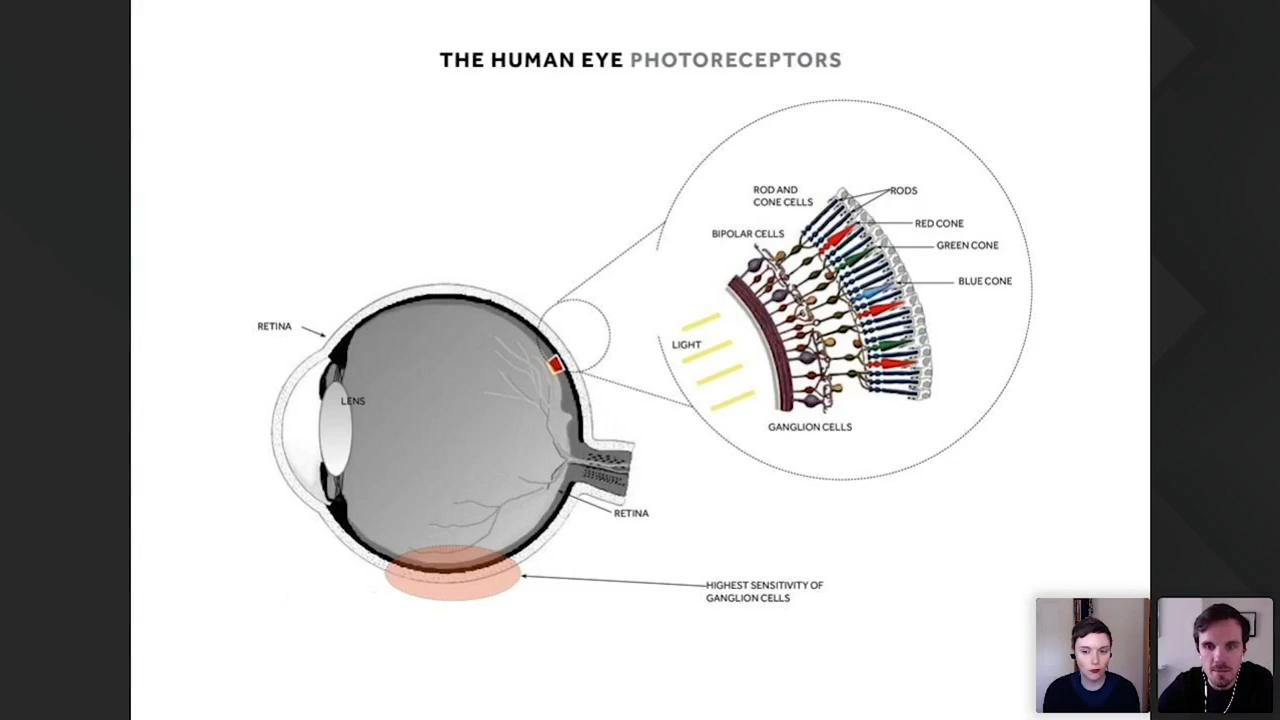 THE HUMAN EYE PHOTORECEPTORS
ROD AND
CONE CELLS
RODS
RED CONE
BIPOLAR CELLS
GREEN CONE
BLUE CONE
RETINA
LIGHT
LENS
GANGLION CELLS
RETINA
HIGHEST SENSITIVITY OF
GANGLION CELLS